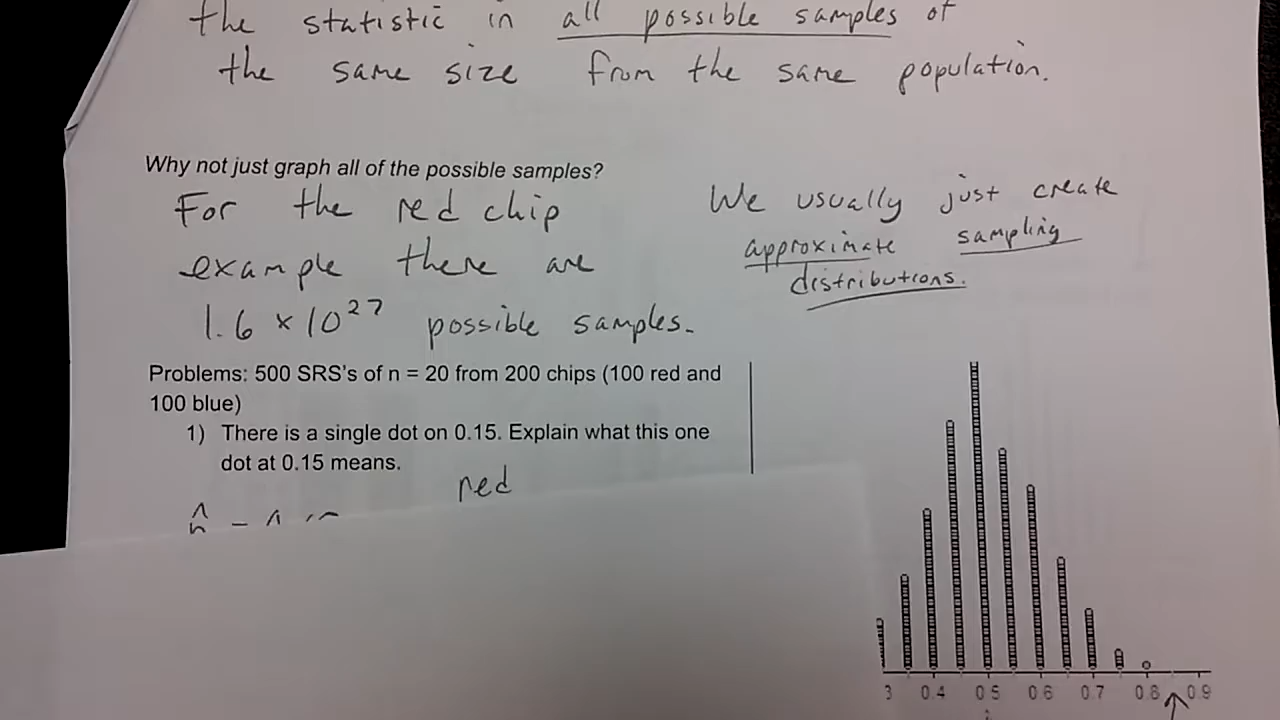 the statistic in all possible samples of
the same size from the same population.
Why not just graph all of the possible samples?
For the red chip
example there are
1.6 × 10²⁷ possible samples.
We usually just create
approximate sampling
distributions.
Problems: 500 SRS's of n = 20 from 200 chips (100 red and
100 blue)
1) There is a single dot on 0.15. Explain what this one
dot at 0.15 means.
red
3 0.4 0.5 0.6 0.7 0.8 0.9